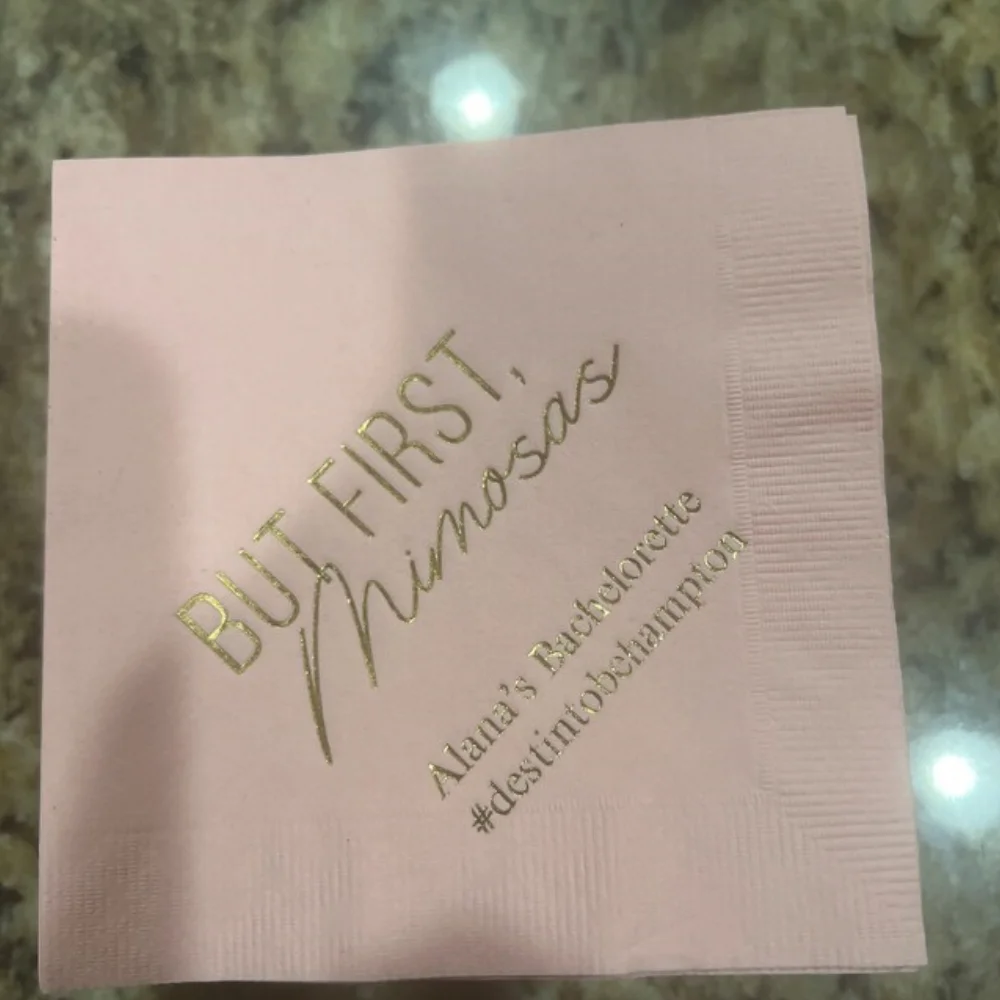 BUT FIRST,
mimosas
Alana's Bachelorette
#destintobehampton